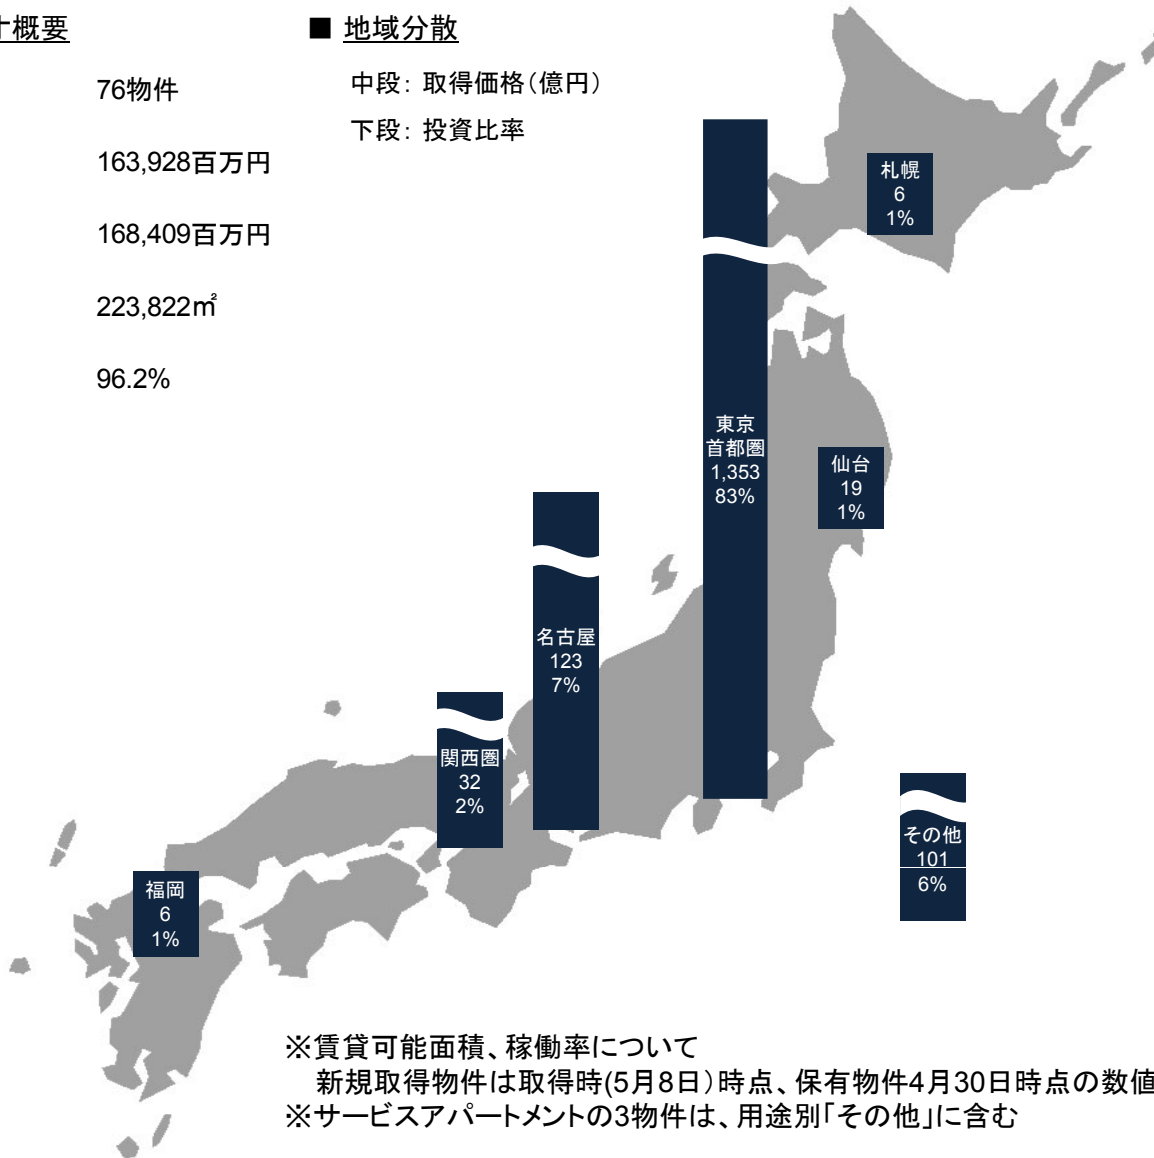 概要
76物件
163,928百万円
168,409百万円
223,822㎡
96.2%
■ 地域分散
中段: 取得価格(億円)
下段: 投資比率
札幌
6
1%
東京
首都圏
1,353
83%
仙台
19
1%
名古屋
123
7%
関西圏
32
2%
その他
101
6%
福岡
6
1%
※賃貸可能面積、稼働率について
新規取得物件は取得時(5月8日)時点、保有物件4月30日時点の数値
※サービスアパートメントの3物件は、用途別「その他」に含む